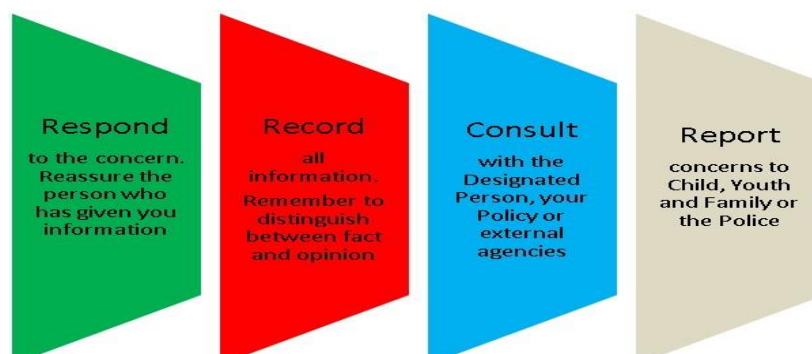 Respond
to the concern.
Reassure the
person who
has given you
information
Record
all
information.
Remember to
distinguish
between fact
and opinion
Consult
with the
Designated
Person, your
Policy or
external
agencies
Report
concerns to
Child, Youth
and Family or
the Police